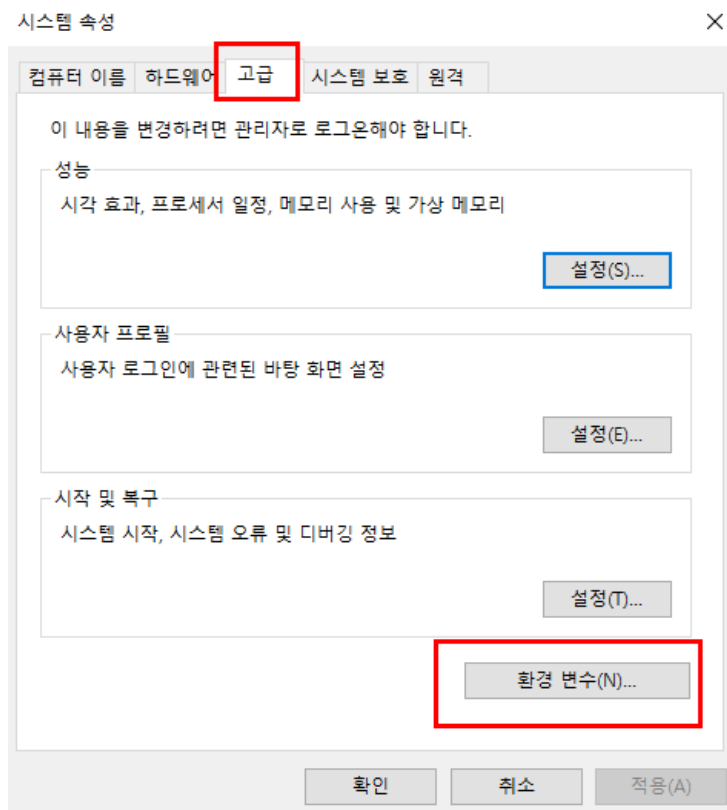 시스템 속성
컴퓨터 이름 하드웨어 고급 시스템 보호 원격
이 내용을 변경하려면 관리자로 로그온해야 합니다.
성능
시각 효과, 프로세서 일정, 메모리 사용 및 가상 메모리
설정(S)...
사용자 프로필
사용자 로그인에 관련된 바탕 화면 설정
설정(E)...
시작 및 복구
시스템 시작, 시스템 오류 및 디버깅 정보
설정(T)...
환경 변수(N)...
확인 취소 적용(A)